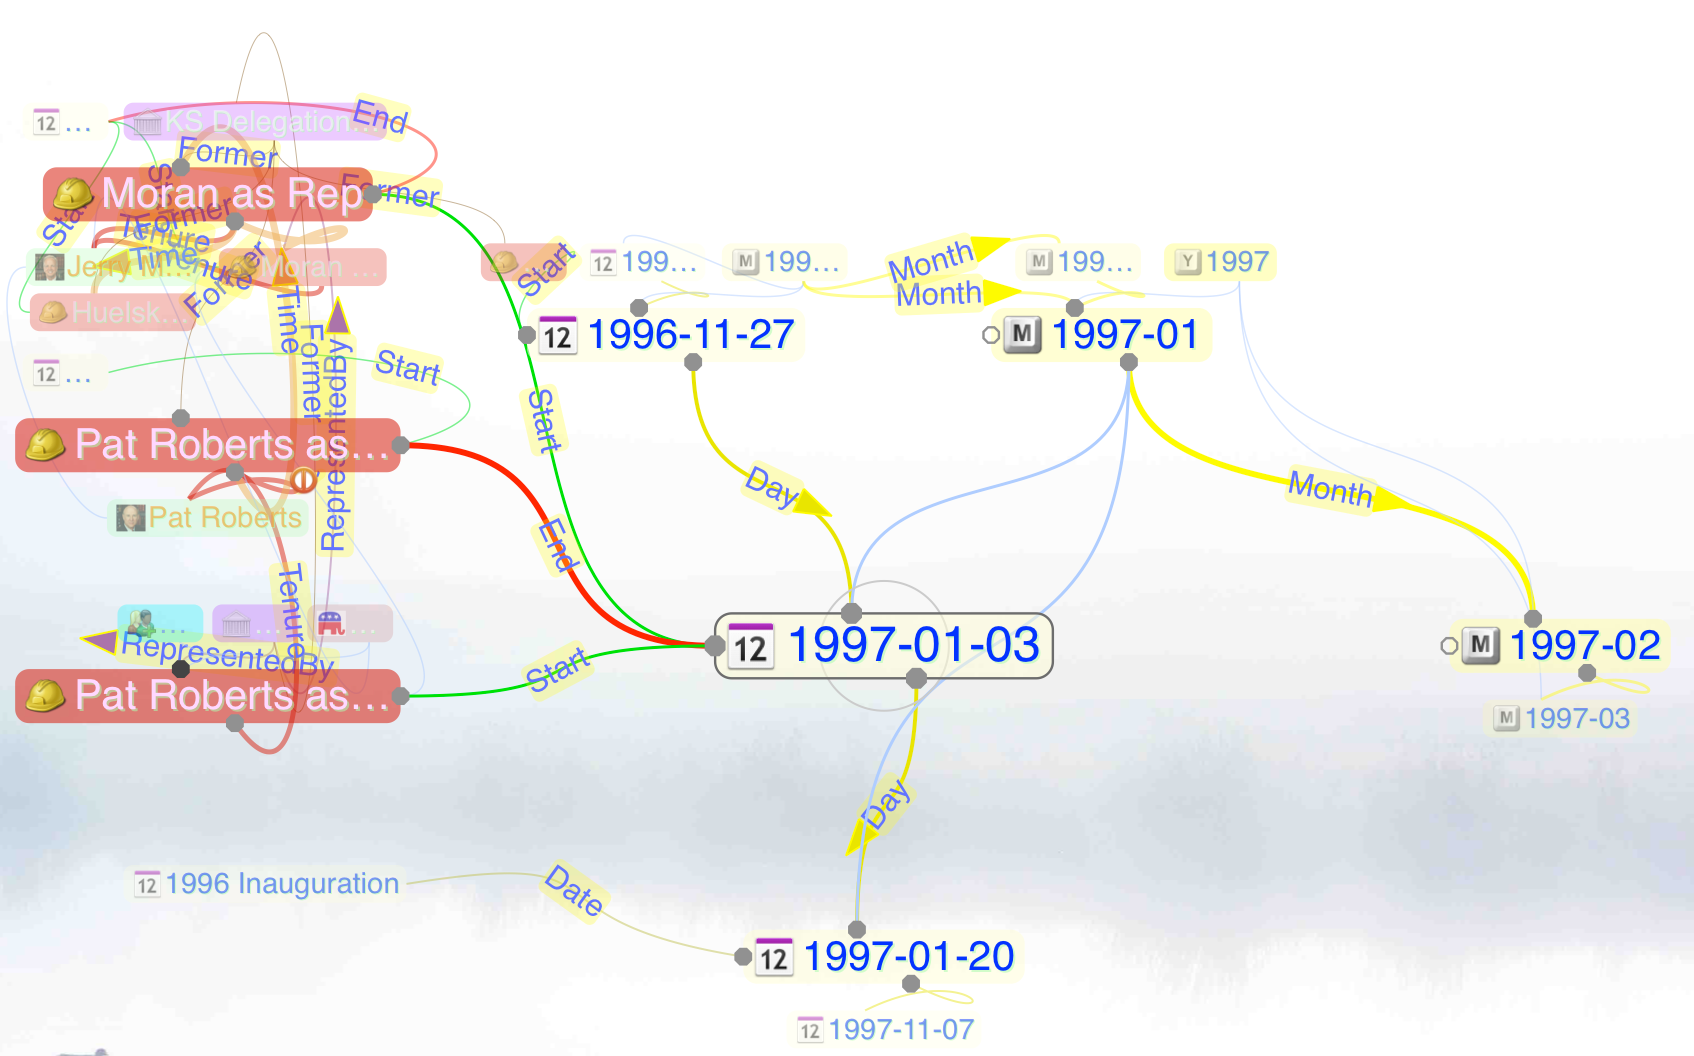 12 ...
KS Delegation...
End
Former
Moran as Rep
Former
Start
Former
Tenure
Time
Tenure
Former
Jerry M...
Moran ...
Huelsk...
Start
12 199...
M 199...
Month
M 199...
Y 1997
Month
12 1996-11-27
M 1997-01
Time
Former
RepresentedBy
12 ...
Start
Start
Pat Roberts as...
Day
Month
Pat Roberts
End
Tenure
...
...
...
RepresentedBy
Start
12 1997-01-03
M 1997-02
Pat Roberts as...
M 1997-03
Day
12 1996 Inauguration
Date
12 1997-01-20
12 1997-11-07